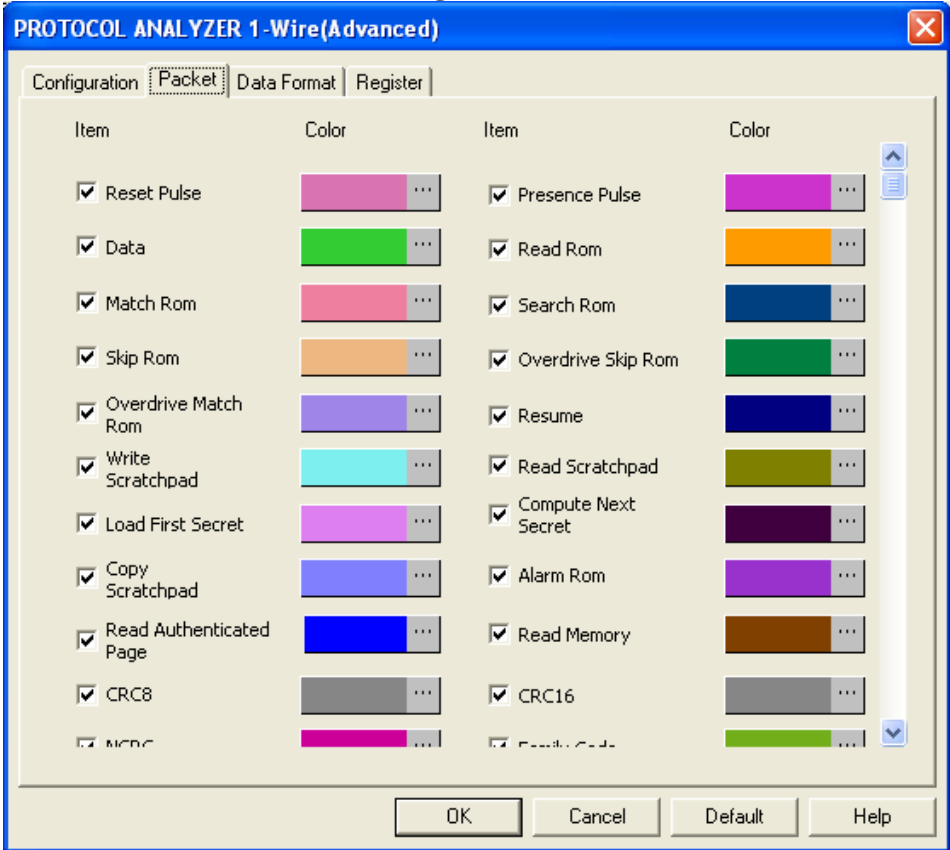 PROTOCOL ANALYZER 1-Wire(Advanced)
Configuration Packet Data Format Register
Item Color Item Color
Reset Pulse ... Presence Pulse ...
Data ... Read Rom ...
Match Rom ... Search Rom ...
Skip Rom ... Overdrive Skip Rom ...
Overdrive Match
Rom ... Resume ...
Write
Scratchpad ... Read Scratchpad ...
Load First Secret ... Compute Next
Secret ...
Copy
Scratchpad ... Alarm Rom ...
Read Authenticated
Page ... Read Memory ...
CRC8 ... CRC16 ...
NCRC ... Family Code ...
OK Cancel Default Help